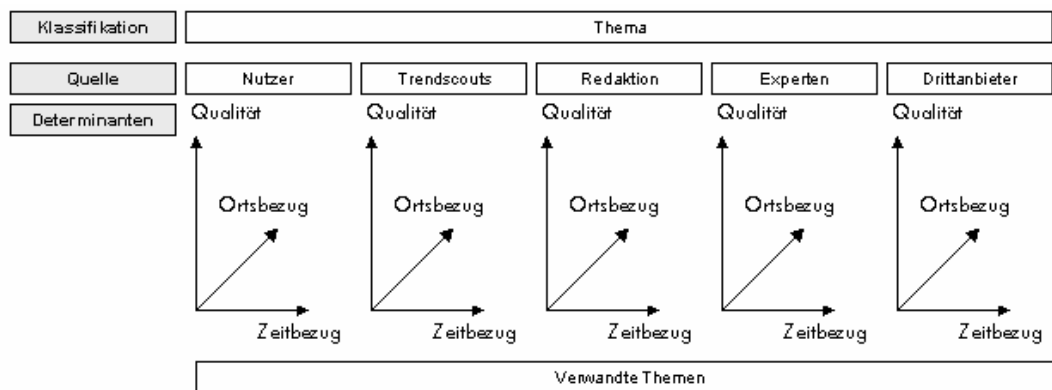 Klassifikation
Thema
Quelle
Nutzer
Trendscouts
Redaktion
Experten
Drittanbieter
Determinanten
Qualität
Qualität
Qualität
Qualität
Qualität
Ortsbezug
Ortsbezug
Ortsbezug
Ortsbezug
Ortsbezug
Zeitbezug
Zeitbezug
Zeitbezug
Zeitbezug
Zeitbezug
Verwandte Themen